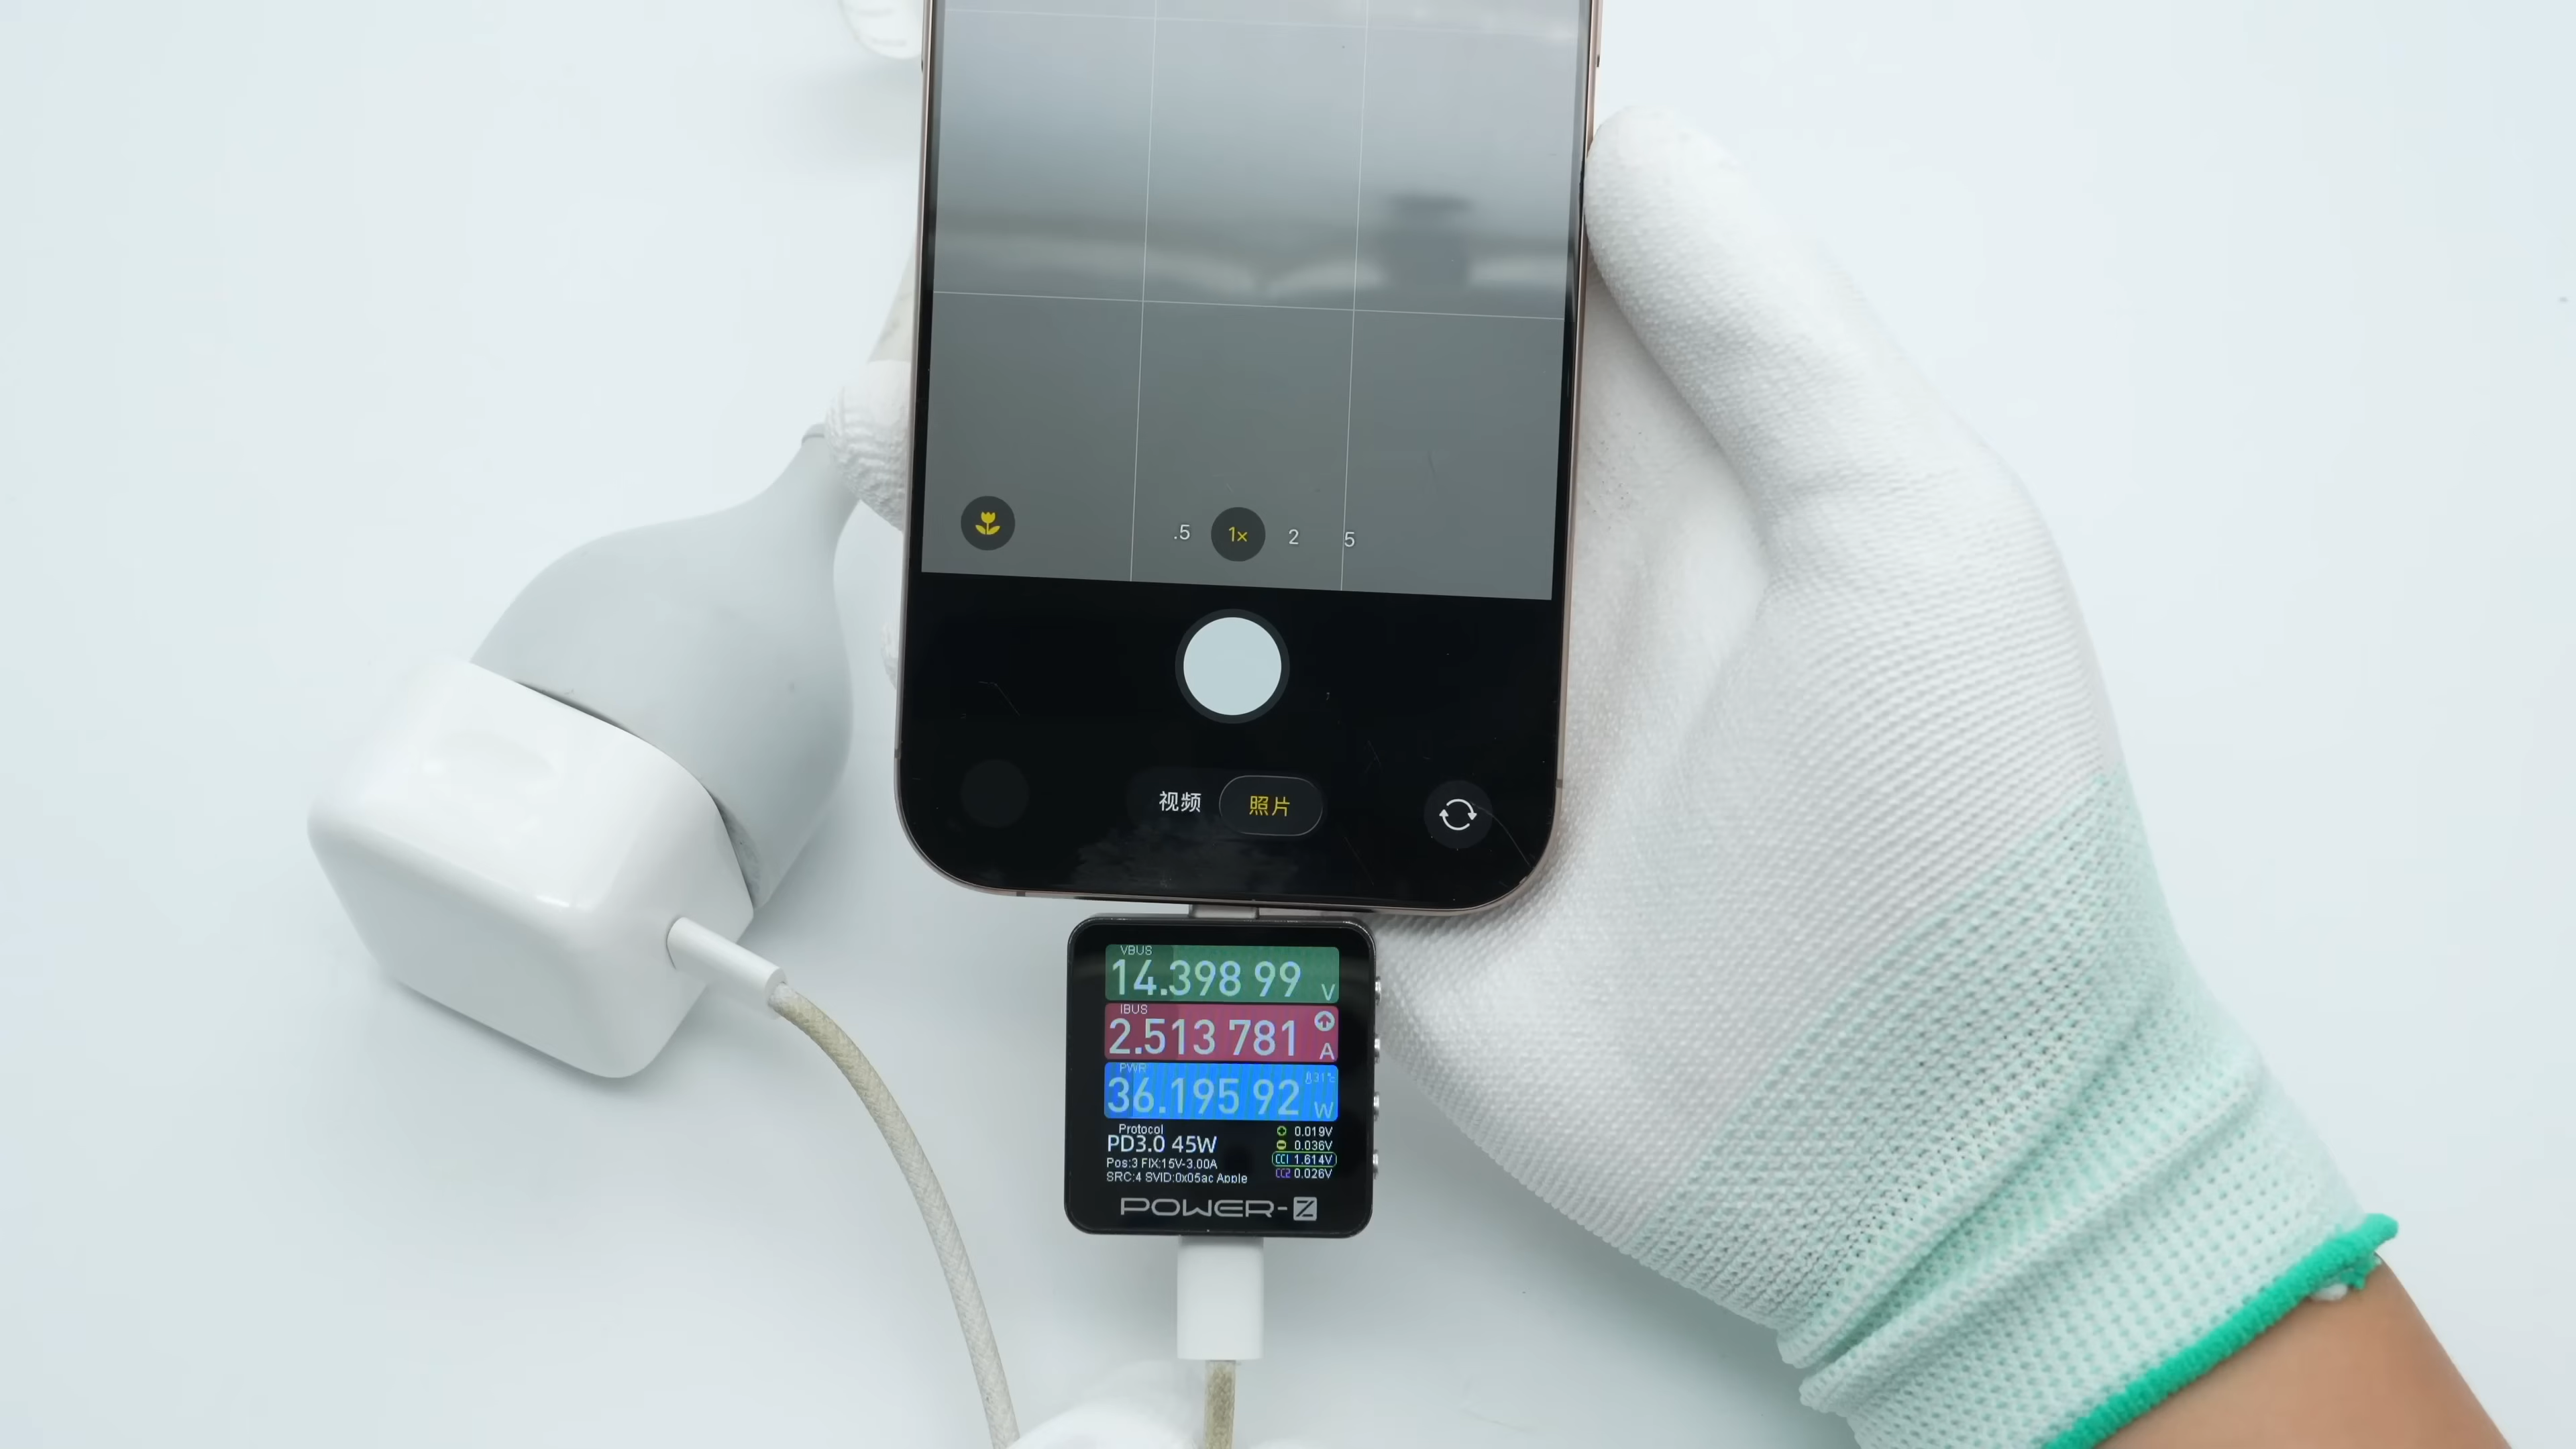 .5 1× 2 5
视频 照片
VBUS
14.398 99 V
IBUS
2.513 781 A
PWR
36.195 92 W
Protocol
PD3.0 45W
Pos:3 FIX:15V-3.00A
SRC:4 SVID:0x05ac Apple
0.019V
0.036V
CC1 1.614V
CC2 0.026V
POWER-Z